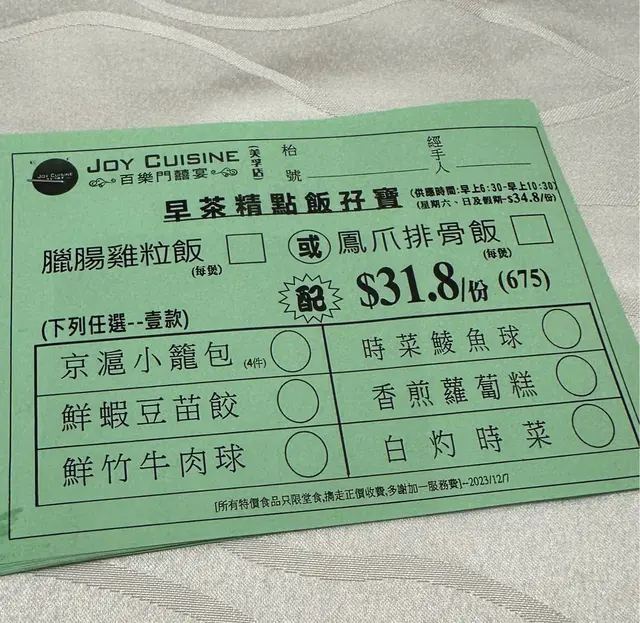 JOY CUISINE (美孚店) 枱 經手人
百樂門囍宴 號
早茶精點飯孖寶 (供應時間:早上6:30-早上10:30)
(星期六、日及假期-$34.8/份)
臘腸雞粒飯 (每煲) 或 鳳爪排骨飯 (每煲)
配 $31.8/份 (675)
(下列任選--壹款)
京滬小籠包 (4件) 時菜鯪魚球
鮮蝦豆苗餃 香煎蘿蔔糕
鮮竹牛肉球 白灼時菜
[所有特價食品只限堂食,擕走正價收費,多謝加一服務費]--2023/12/7